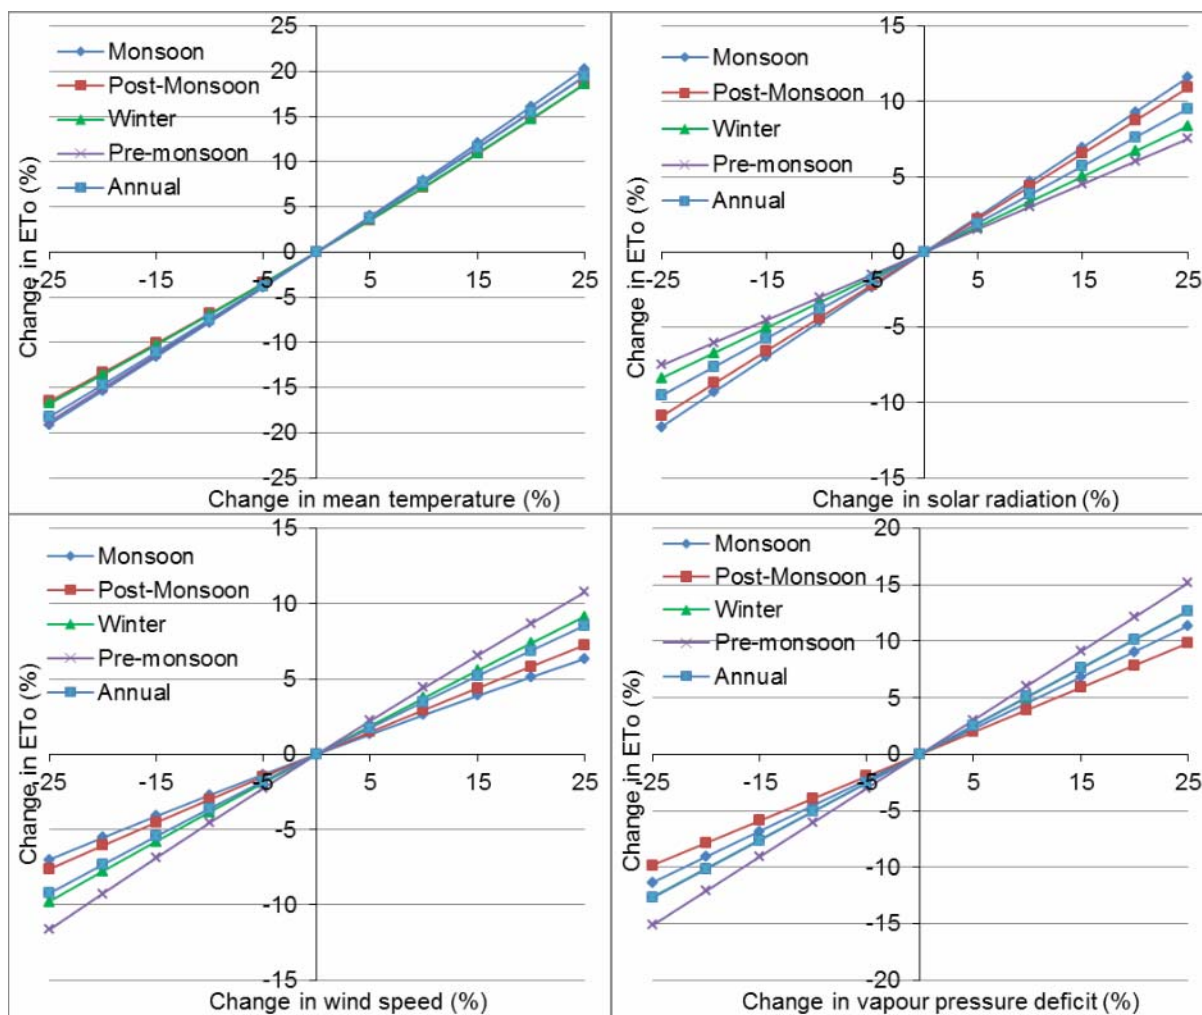 25
20
15
10
5
0
-5
-10
-15
-20
-25
-25
-15
-5
5
15
25
Monsoon
Post-Monsoon
Winter
Pre-monsoon
Annual
Change in ETo (%)
Change in mean temperature (%)
15
10
5
0
-5
-10
-15
-25
-15
-5
5
15
25
Monsoon
Post-Monsoon
Winter
Pre-monsoon
Annual
Change in ETo (%)
Change in solar radiation (%)
15
10
5
0
-5
-10
-15
-25
-15
-5
5
15
25
Monsoon
Post-Monsoon
Winter
Pre-monsoon
Annual
Change in ETo (%)
Change in wind speed (%)
20
15
10
5
0
-5
-10
-15
-20
-25
-15
-5
5
15
25
Monsoon
Post-Monsoon
Winter
Pre-monsoon
Annual
Change in ETo (%)
Change in vapour pressure deficit (%)